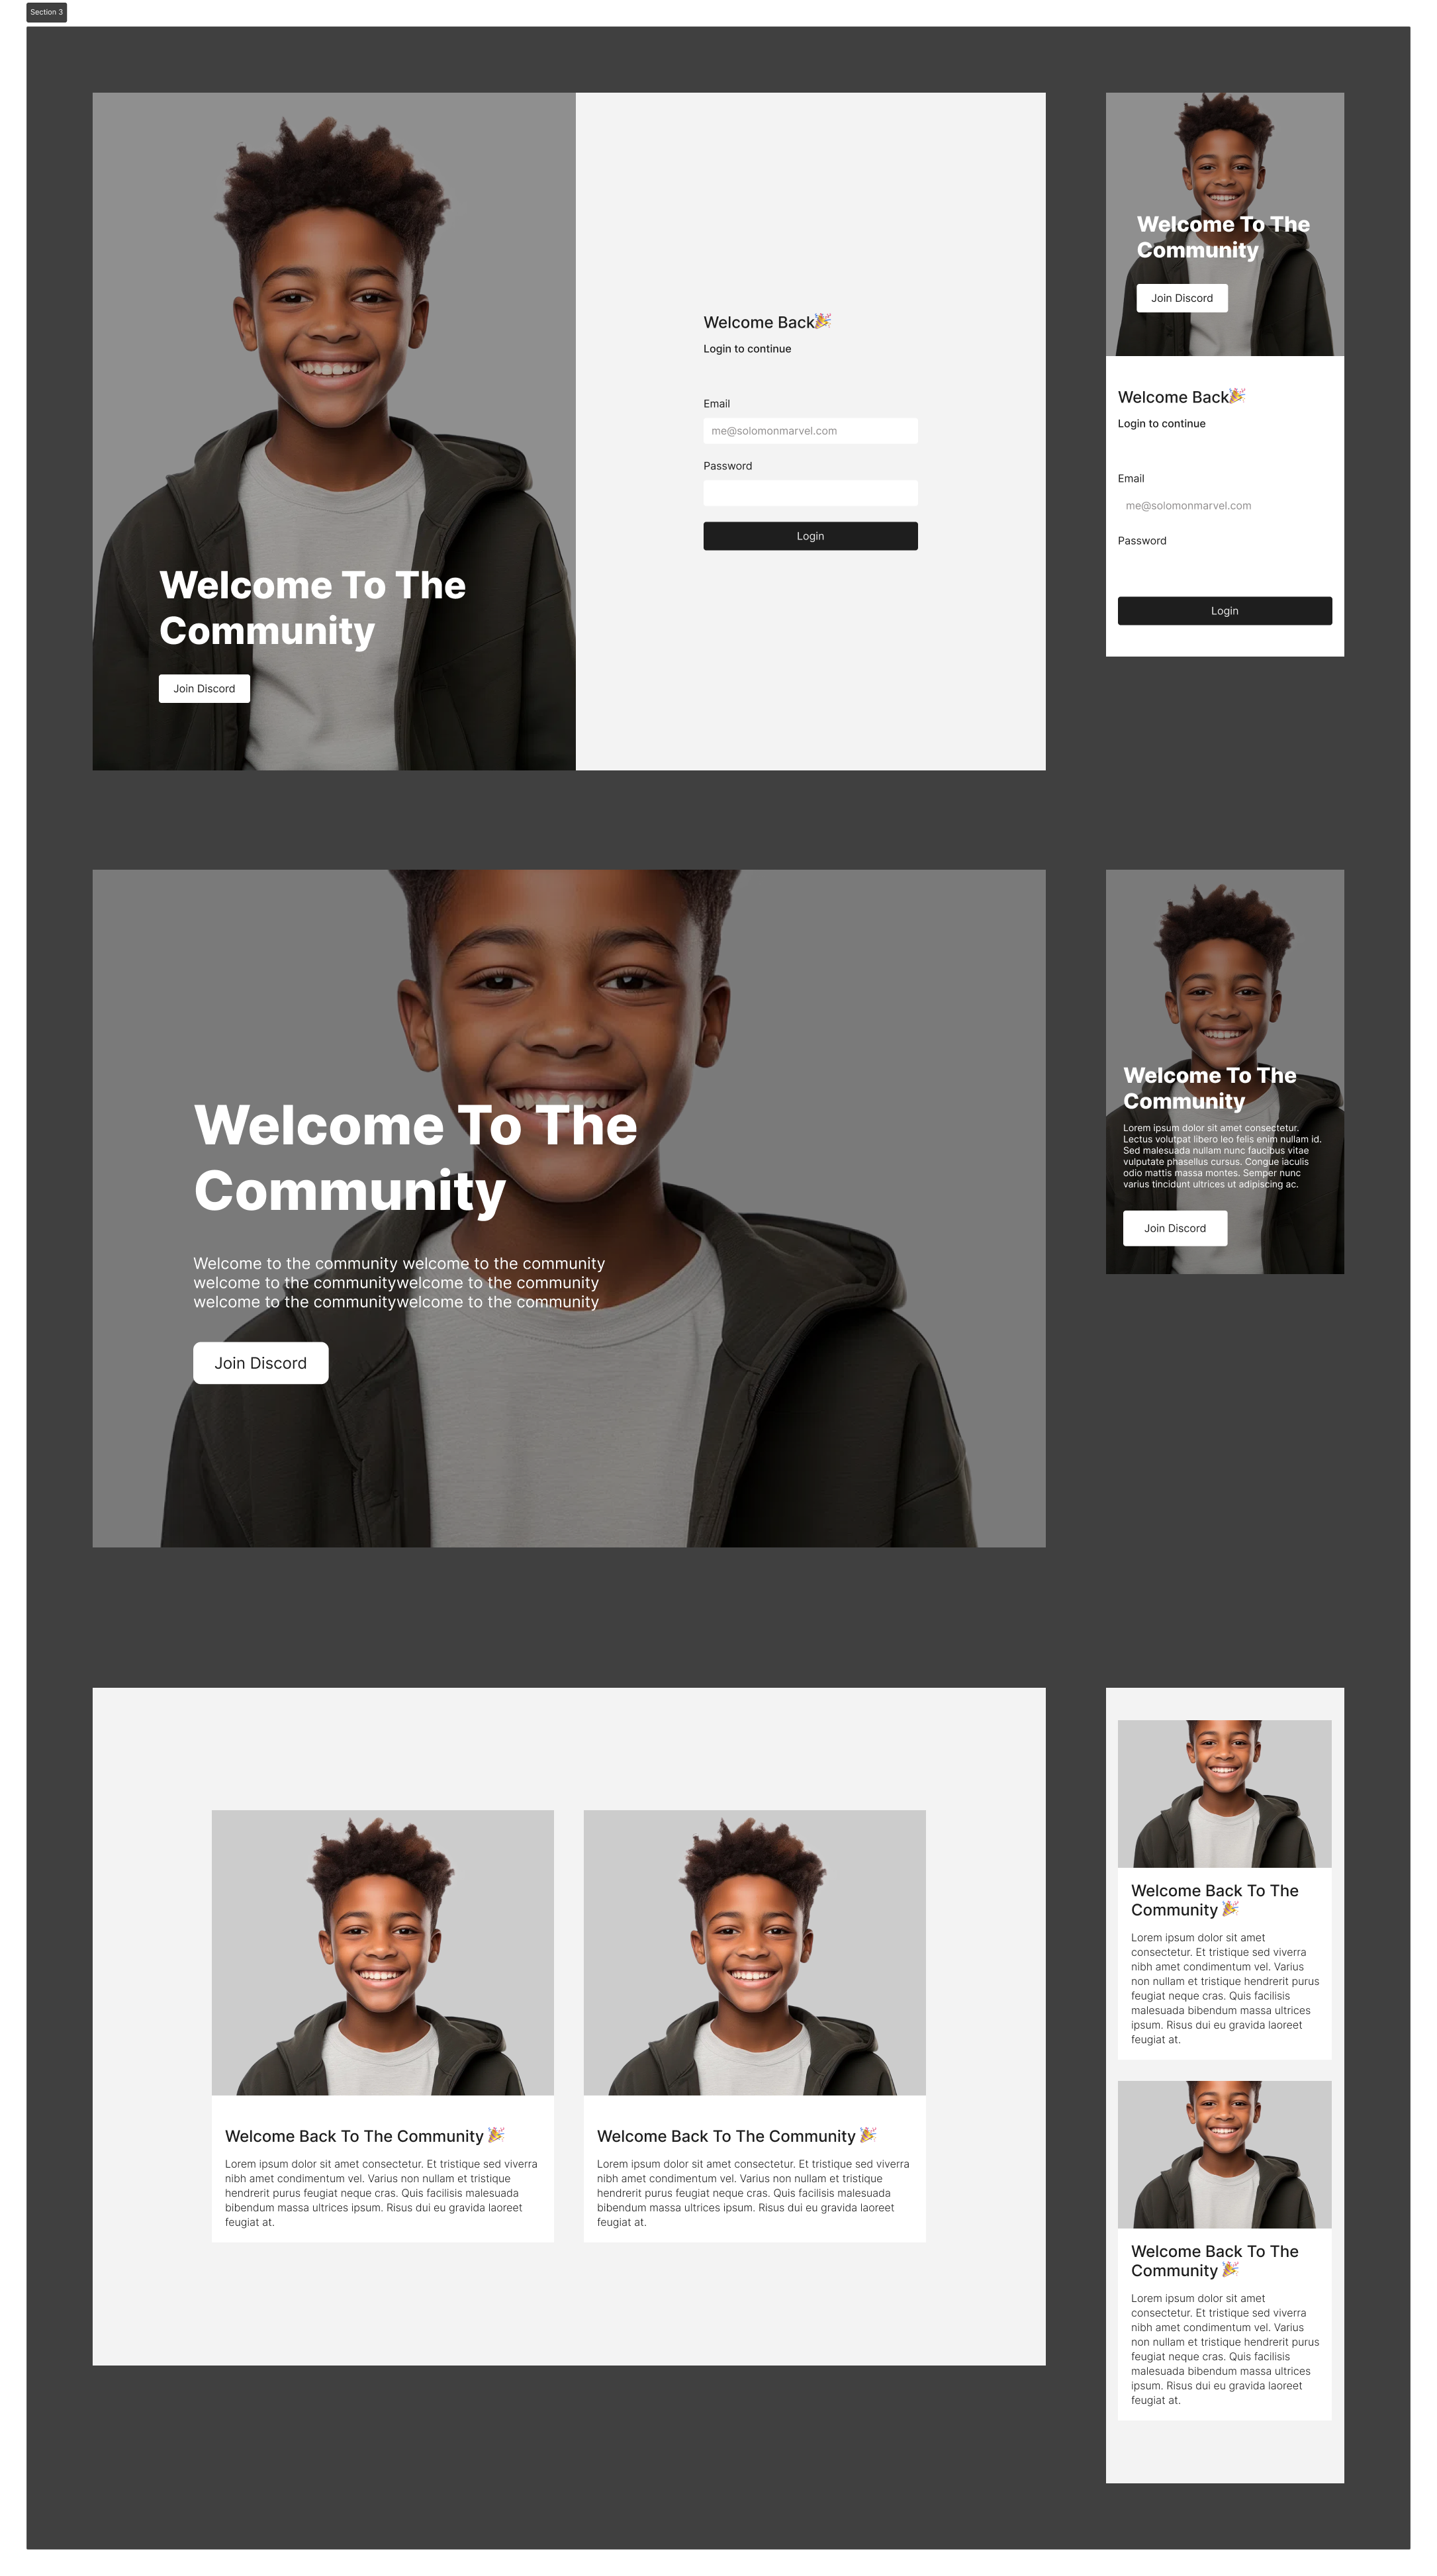 Section 3
Welcome To The
Community
Join Discord
Welcome Back🎉
Login to continue
Email
me@solomonmarvel.com
Password
Login
Welcome To The
Community
Join Discord
Welcome Back🎉
Login to continue
Email
me@solomonmarvel.com
Password
Login
Welcome To The
Community
Welcome to the community welcome to the community
welcome to the communitywelcome to the community
welcome to the communitywelcome to the community
Join Discord
Welcome To The
Community
Lorem ipsum dolor sit amet consectetur.
Lectus volutpat libero leo felis enim nullam id.
Sed malesuada nullam nunc faucibus vitae
vulputate phasellus cursus. Congue iaculis
odio mattis massa montes. Semper nunc
varius tincidunt ultrices ut adipiscing ac.
Join Discord
Welcome Back To The Community 🎉
Lorem ipsum dolor sit amet consectetur. Et tristique sed viverra
nibh amet condimentum vel. Varius non nullam et tristique
hendrerit purus feugiat neque cras. Quis facilisis malesuada
bibendum massa ultrices ipsum. Risus dui eu gravida laoreet
feugiat at.
Welcome Back To The Community 🎉
Lorem ipsum dolor sit amet consectetur. Et tristique sed viverra
nibh amet condimentum vel. Varius non nullam et tristique
hendrerit purus feugiat neque cras. Quis facilisis malesuada
bibendum massa ultrices ipsum. Risus dui eu gravida laoreet
feugiat at.
Welcome Back To The
Community 🎉
Lorem ipsum dolor sit amet
consectetur. Et tristique sed viverra
nibh amet condimentum vel. Varius
non nullam et tristique hendrerit purus
feugiat neque cras. Quis facilisis
malesuada bibendum massa ultrices
ipsum. Risus dui eu gravida laoreet
feugiat at.
Welcome Back To The
Community 🎉
Lorem ipsum dolor sit amet
consectetur. Et tristique sed viverra
nibh amet condimentum vel. Varius
non nullam et tristique hendrerit purus
feugiat neque cras. Quis facilisis
malesuada bibendum massa ultrices
ipsum. Risus dui eu gravida laoreet
feugiat at.